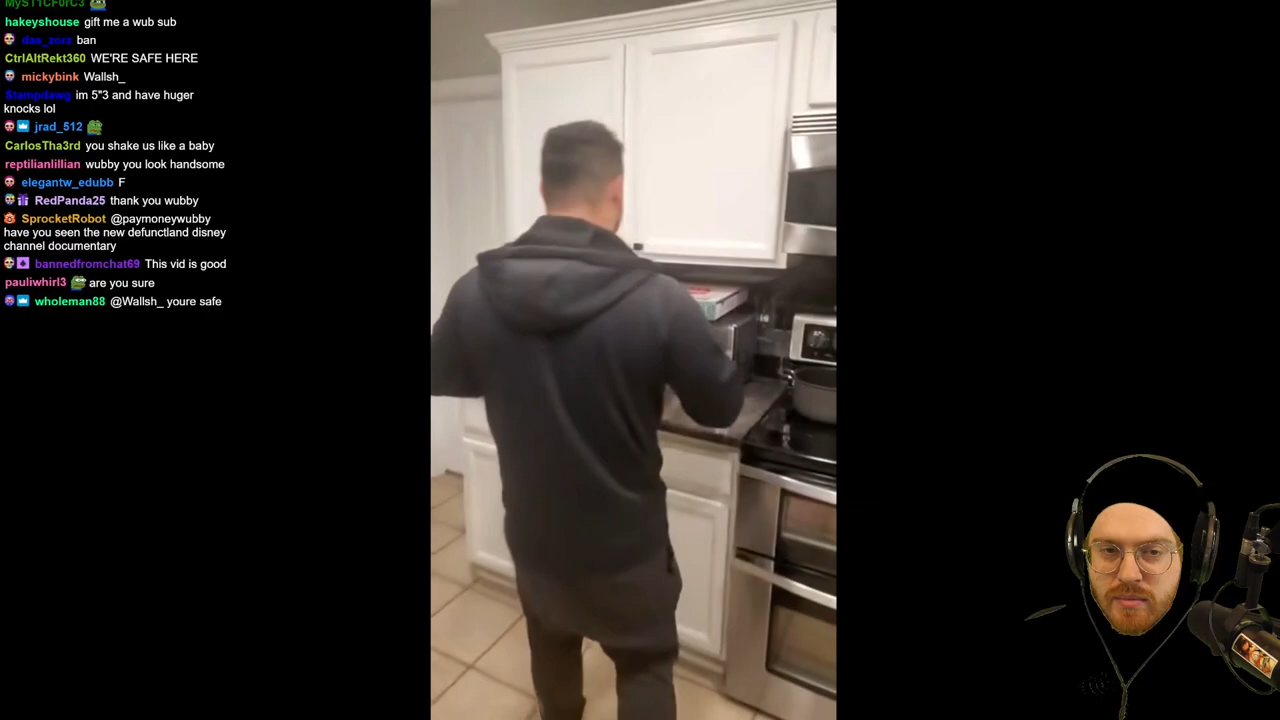 MyST1CF0rC3
hakeyshouse gift me a wub sub
das_zorz ban
CtrlAltRekt360 WE'RE SAFE HERE
mickybink Wallsh_
Stampdawg im 5"3 and have huger
knocks lol
jrad_512
CarlosTha3rd you shake us like a baby
reptilianlillian wubby you look handsome
elegantw_edubb F
RedPanda25 thank you wubby
SprocketRobot @paymoneywubby
have you seen the new defunctland disney
channel documentary
bannedfromchat69 This vid is good
pauliwhirl3 are you sure
wholeman88 @Wallsh_ youre safe